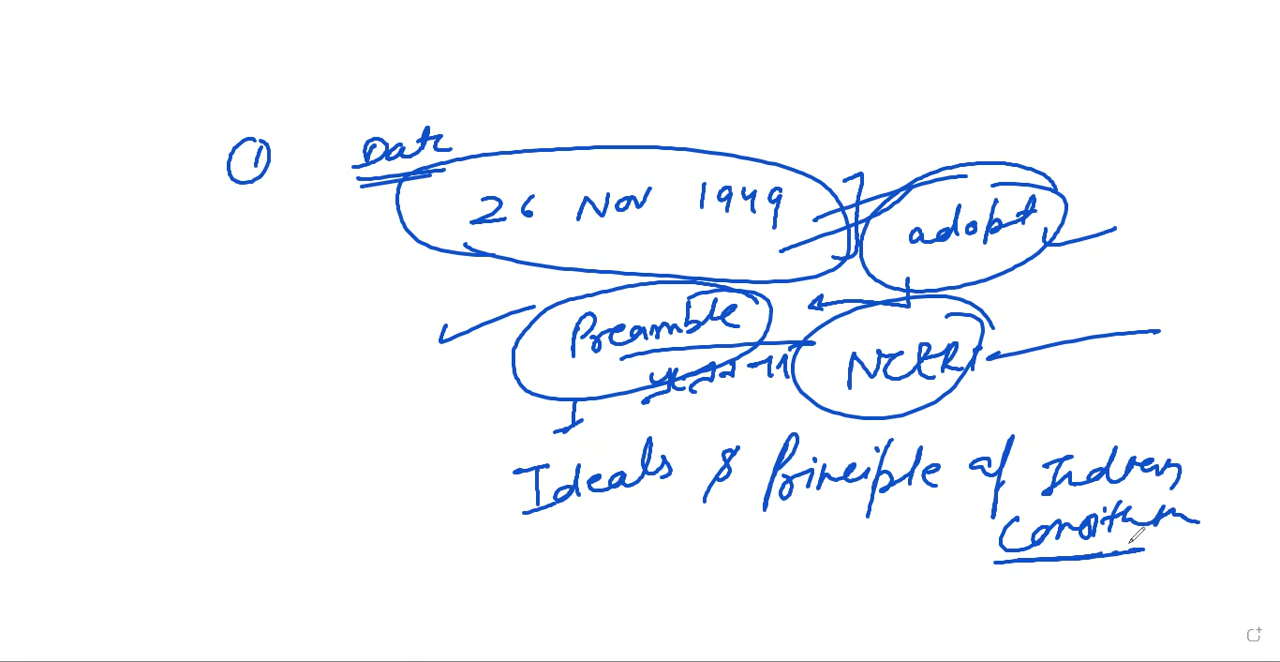 ① Date
26 Nov 1949 adopt
Preamble NCERT
Ideals & Principle of Indian
Constitution